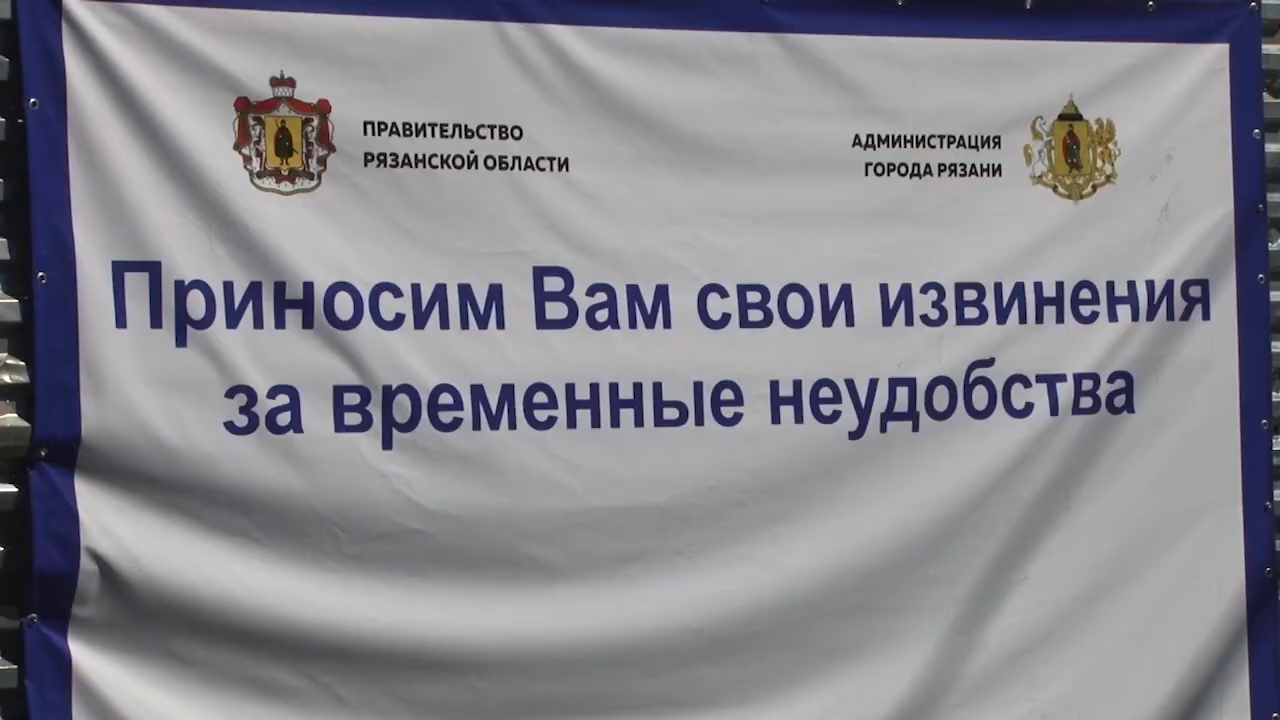 ПРАВИТЕЛЬСТВО
РЯЗАНСКОЙ ОБЛАСТИ
АДМИНИСТРАЦИЯ
ГОРОДА РЯЗАНИ
Приносим Вам свои извинения
за временные неудобства